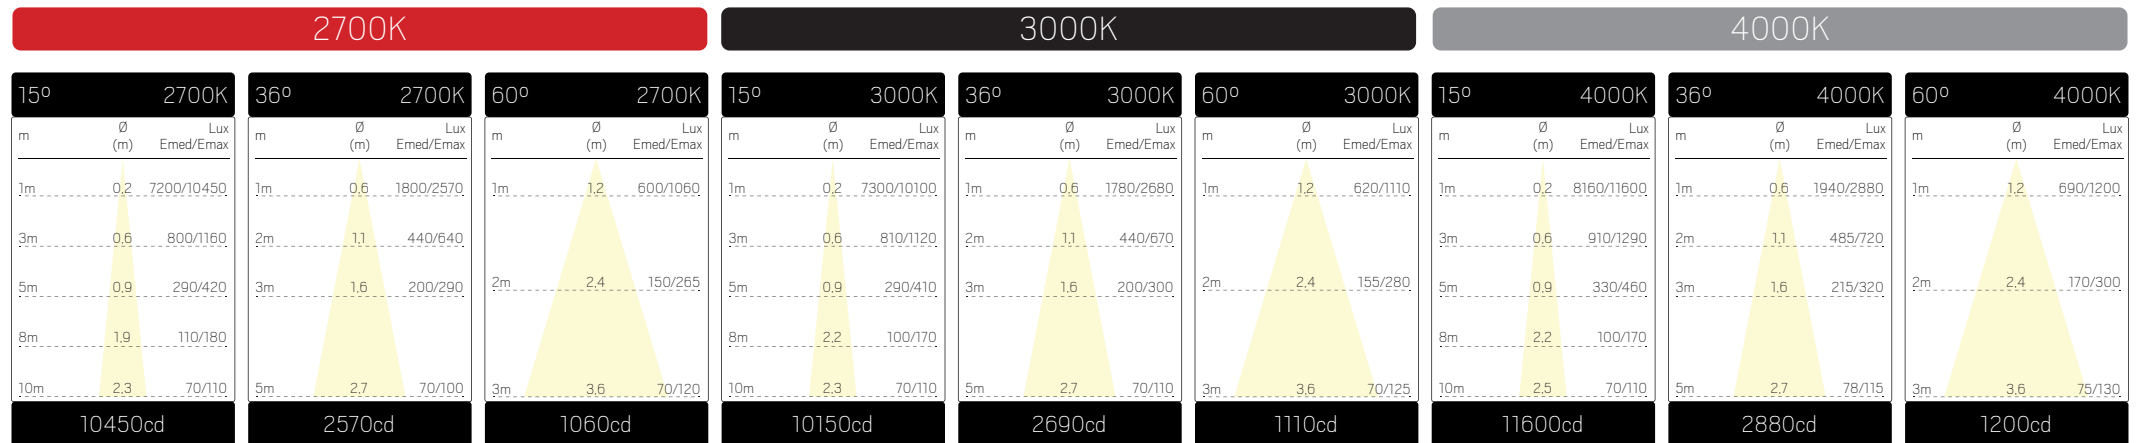 2700K
3000K
4000K
15º 2700K
m Ø (m) Lux Emed/Emax
1m 0,2 7200/10450
3m 0,6 800/1160
5m 0,9 290/420
8m 1,9 110/180
10m 2,3 70/110
10450cd
36º 2700K
m Ø (m) Lux Emed/Emax
1m 0,6 1800/2570
2m 1,1 440/640
3m 1,6 200/290
5m 2,7 70/100
2570cd
60º 2700K
m Ø (m) Lux Emed/Emax
1m 1,2 600/1060
2m 2,4 150/265
3m 3,6 70/120
1060cd
15º 3000K
m Ø (m) Lux Emed/Emax
1m 0,2 7300/10100
3m 0,6 810/1120
5m 0,9 290/410
8m 2,2 100/170
10m 2,3 70/110
10150cd
36º 3000K
m Ø (m) Lux Emed/Emax
1m 0,6 1780/2680
2m 1,1 440/670
3m 1,6 200/300
5m 2,7 70/110
2690cd
60º 3000K
m Ø (m) Lux Emed/Emax
1m 1,2 620/1110
2m 2,4 155/280
3m 3,6 70/125
1110cd
15º 4000K
m Ø (m) Lux Emed/Emax
1m 0,2 8160/11600
3m 0,6 910/1290
5m 0,9 330/460
8m 2,2 100/170
10m 2,5 70/110
11600cd
36º 4000K
m Ø (m) Lux Emed/Emax
1m 0,6 1940/2880
2m 1,1 485/720
3m 1,6 215/320
5m 2,7 78/115
2880cd
60º 4000K
m Ø (m) Lux Emed/Emax
1m 1,2 690/1200
2m 2,4 170/300
3m 3,6 75/130
1200cd